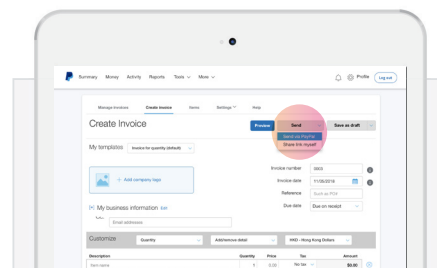 Summary Money Activity Reports Tools More Profile Log out
Manage Invoices Create Invoice Items Settings Help
Create Invoice Preview Send Save as draft
Send via PayPal
Share link myself
My templates Invoice for quantity (default)
Invoice number 0003
+ Add company logo
Invoice date 11/05/2018
Reference Such as PO#
Due date Due on receipt
My business information Edit
Email addresses
Customize Quantity Add/remove detail HKD - Hong Kong Dollars
Description Quantity Price Tax Amount
Item name 1 0.00 No tax $0.00